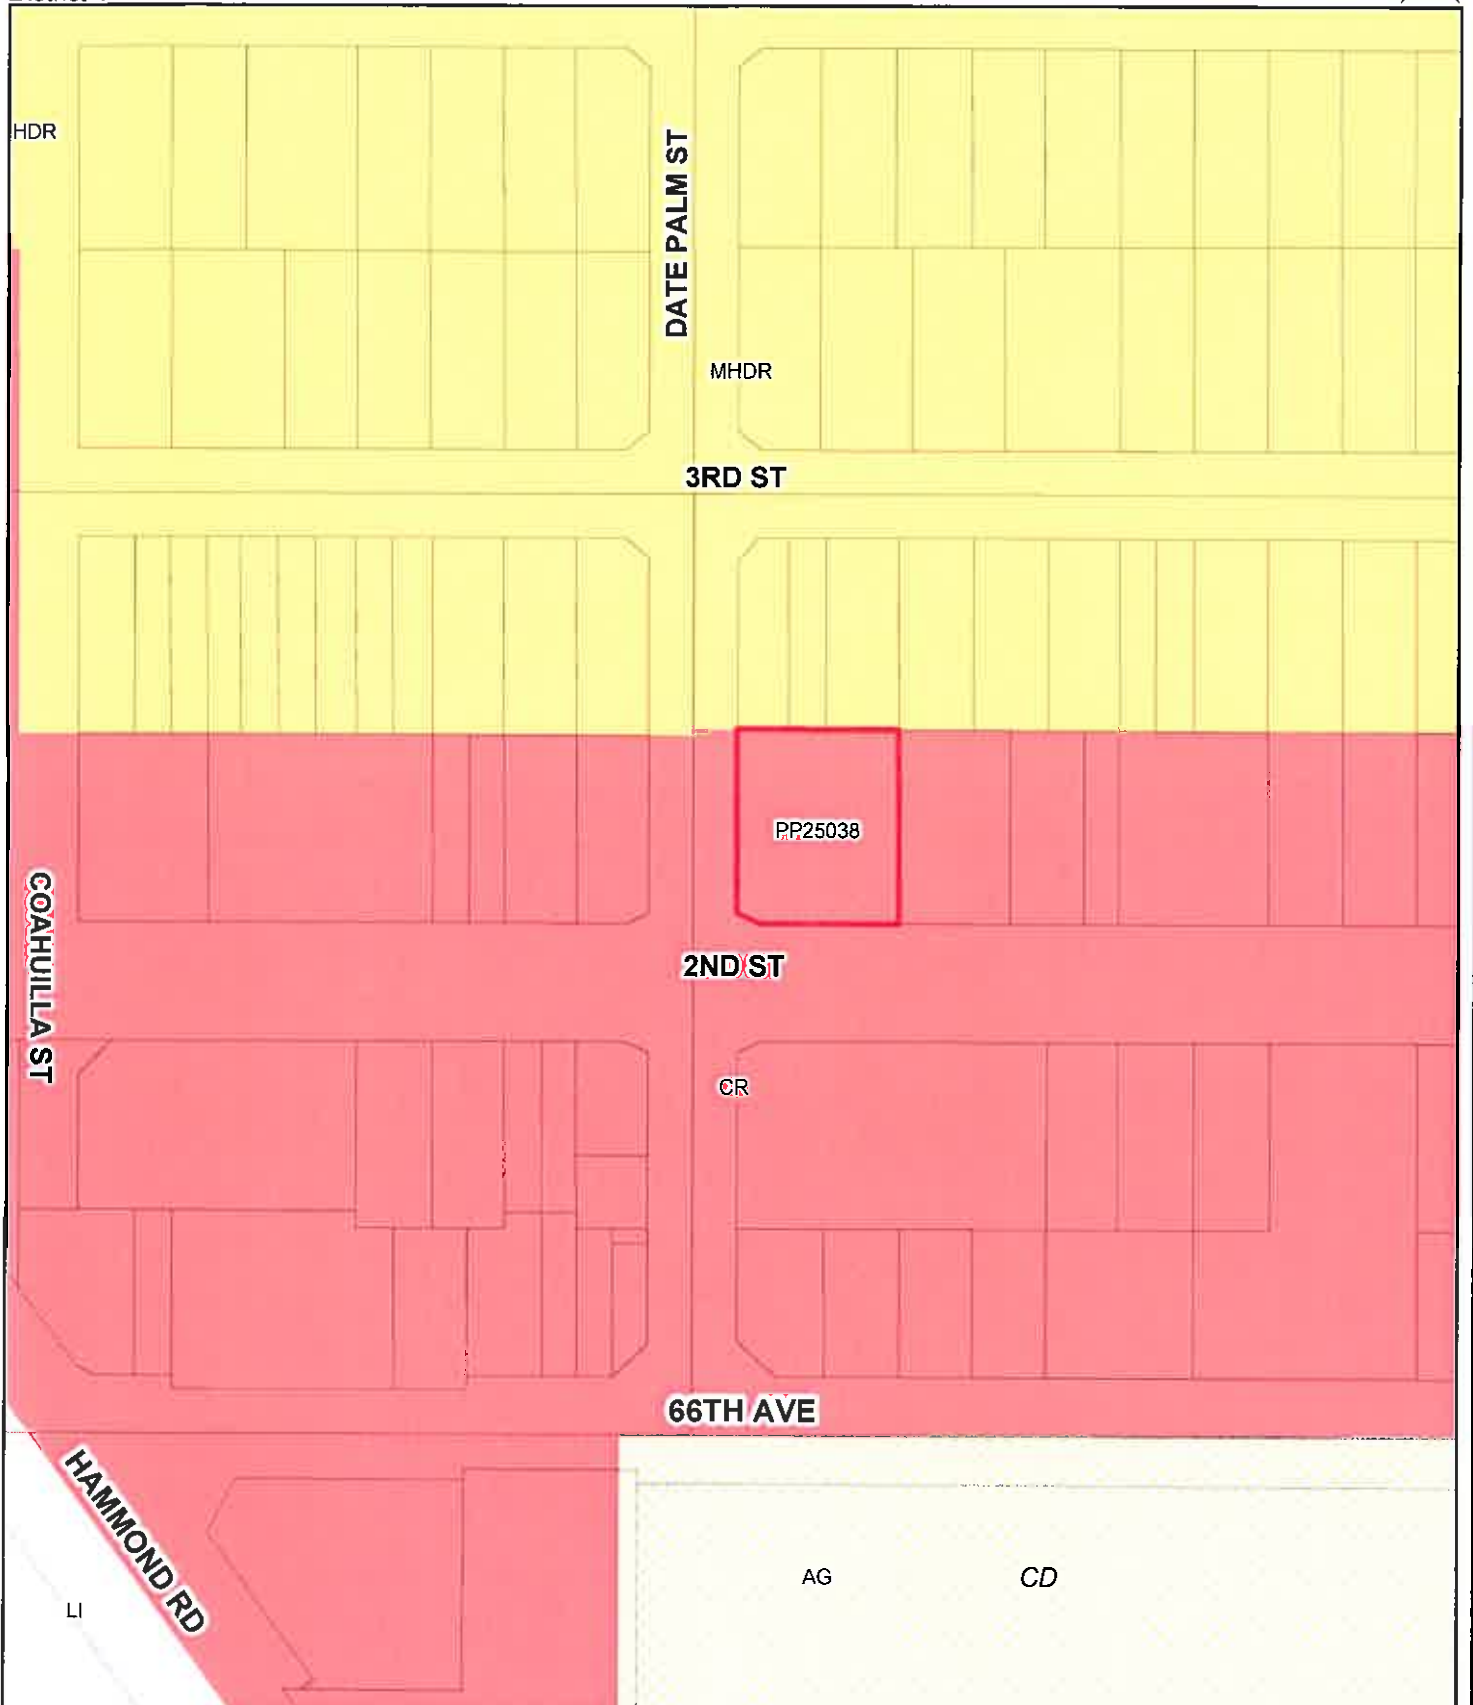 HDR
DATE PALM ST
MHDR
3RD ST
PP25038
COAHUILLA ST
2ND ST
CR
66TH AVE
HAMMOND RD
AG
CD
LI